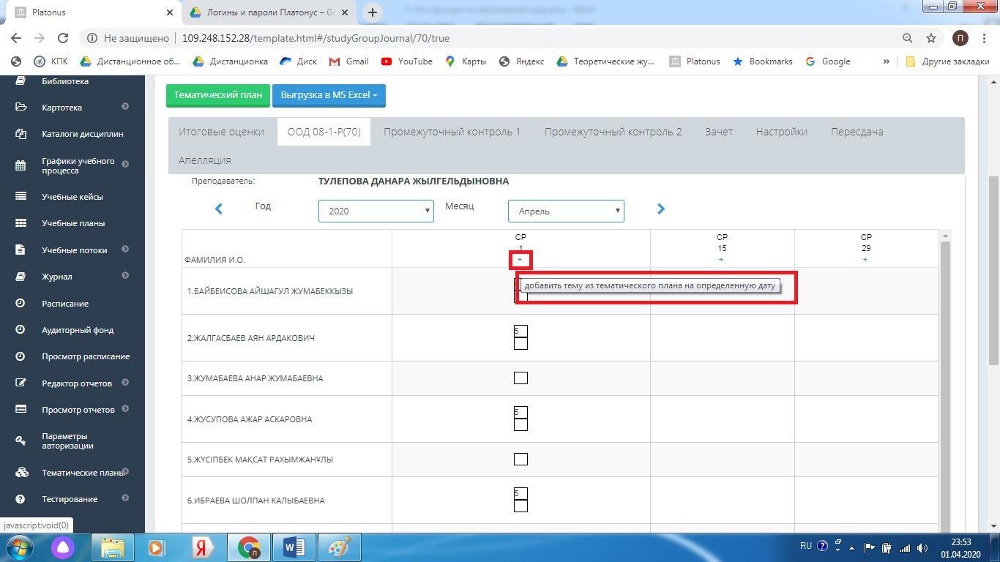 Platonus
Логины и пароли Платонус – Go
5. Инструкция по заполнению журнала - Word
Не защищено
109.248.152.28/template.html#/studyGroupJournal/70/true
П
КПК
Дистанционное об...
Дистанционка
Диск
Gmail
YouTube
Карты
Яндекс
Теоретические жу...
Platonus
Bookmarks
Google
»
Другие закладки
Библиотека
Картотека
Каталоги дисциплин
Графики учебного
процесса
Учебные кейсы
Учебные планы
Учебные потоки
Журнал
Расписание
Аудиторный фонд
Просмотр расписание
Редактор отчетов
Просмотр отчетов
Параметры
авторизации
Тематические планы
Тестирование
javascript:void(0)
Тематический план
Выгрузка в MS Excel
Итоговые оценки
ООД 08-1-Р(70)
Промежуточный контроль 1
Промежуточный контроль 2
Зачет
Настройки
Пересдача
Апелляция
Преподаватель:
ТУЛЕПОВА ДАНАРА ЖЫЛГЕЛЬДЫНОВНА
Год
2020
Месяц
Апрель
ФАМИЛИЯ И.О.
СР
1
+
СР
15
+
СР
29
+
добавить тему из тематического плана на определенную дату
1.БАЙБЕИСОВА АЙШАГУЛ ЖУМАБЕККЫЗЫ
2.ЖАЛГАСБАЕВ АЯН АРДАКОВИЧ
5
3.ЖУМАБАЕВА АНАР ЖУМАБАЕВНА
4.ЖУСУПОВА АЖАР АСКАРОВНА
5
5.ЖҮСІПБЕК МАҚСАТ РАХЫМЖАНҰЛЫ
6.ИБРАЕВА ШОЛПАН КАЛЫБАЕВНА
5
RU
23:53
01.04.2020